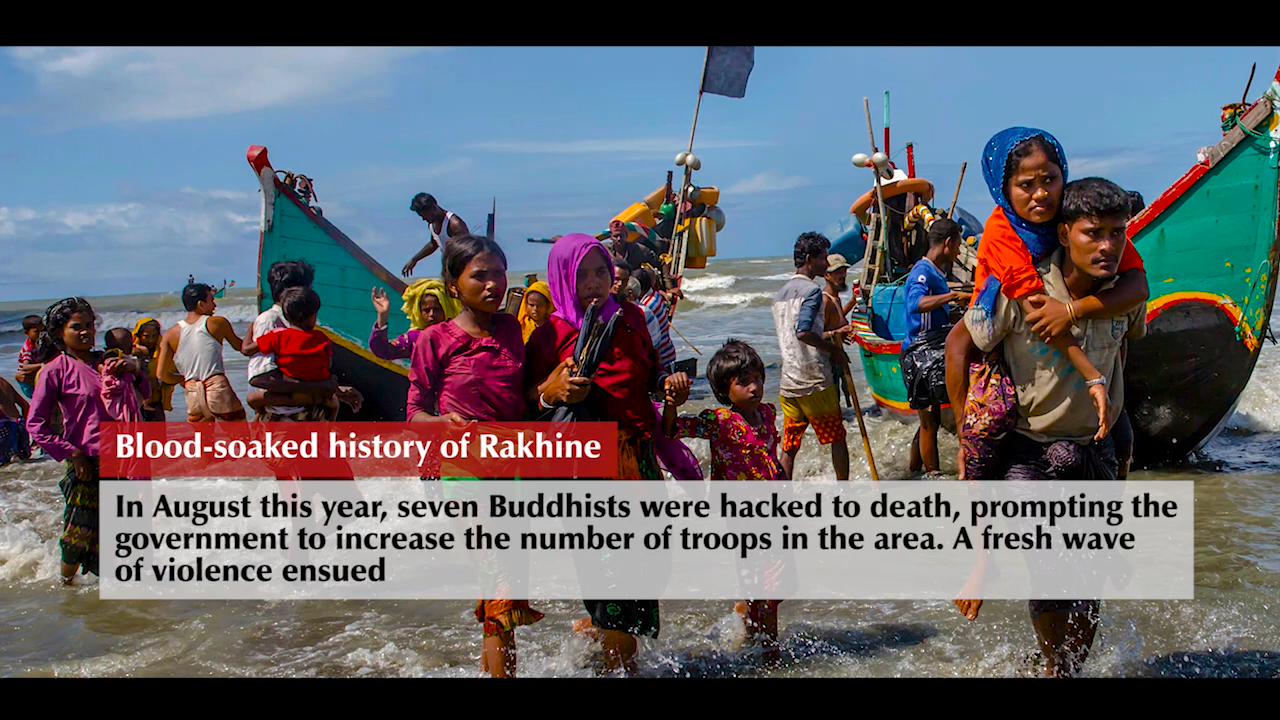 Blood-soaked history of Rakhine
In August this year, seven Buddhists were hacked to death, prompting the
government to increase the number of troops in the area. A fresh wave
of violence ensued